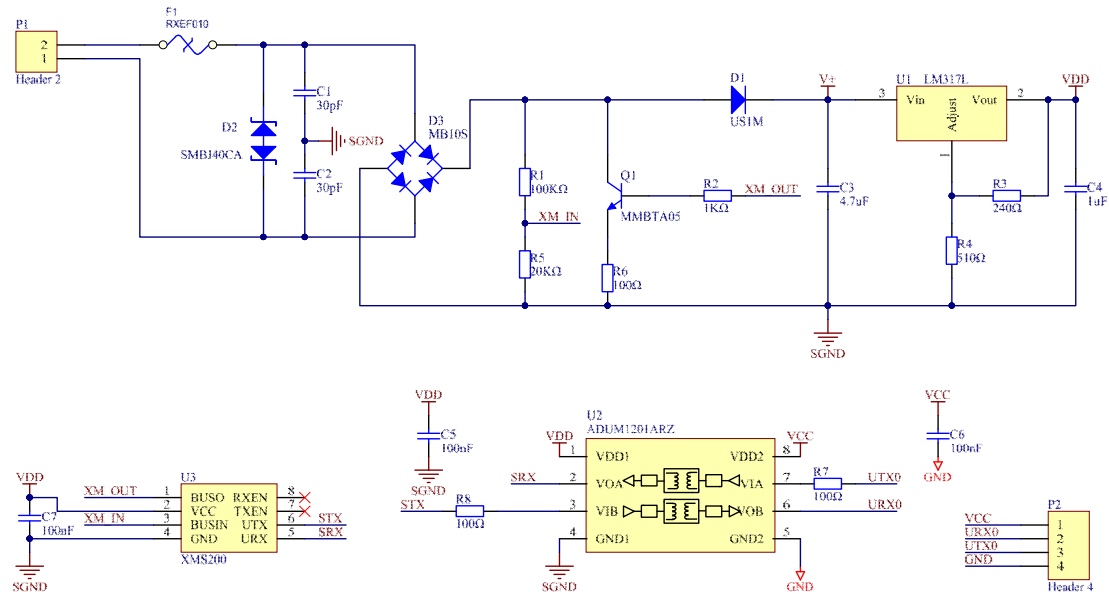 P1
2
1
Header 2
F1
RXEF010
D2
SMBJ40CA
C1
30pF
SGND
C2
30pF
D3
MB10S
R1
100KΩ
XM_IN
R5
20KΩ
Q1
MMBTA05
R6
100Ω
R2
1KΩ
XM_OUT
D1
US1M
V+
C3
4.7uF
SGND
U1 LM317L
3
Vin
Adjust
Vout
2
1
VDD
R3
240Ω
R4
510Ω
C4
1uF
VDD
C7
100nF
SGND
XM_OUT
XM_IN
U3
1 BUSO RXEN 8
2 VCC TXEN 7
3 BUSIN UTX 6 STX
4 GND URX 5 SRX
XMS200
VDD
C5
100nF
SGND
SRX
STX
R8
100Ω
U2
ADUM1201ARZ
VDD
VCC
1 VDD1 VDD2 8
2 VOA VIA 7
3 VIB VOB 6
4 GND1 GND2 5
SGND
GND
R7
100Ω
UTX0
URX0
VCC
C6
100nF
GND
P2
VCC 1
URX0 2
UTX0 3
GND 4
Header 4